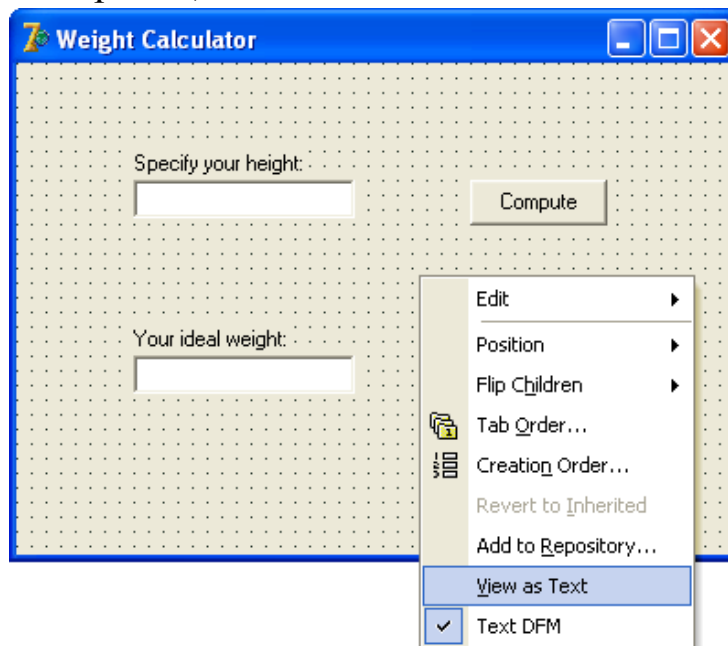 Weight Calculator
Specify your height:
Compute
Edit
Your ideal weight:
Position
Flip Children
Tab Order...
Creation Order...
Revert to Inherited
Add to Repository...
View as Text
Text DFM